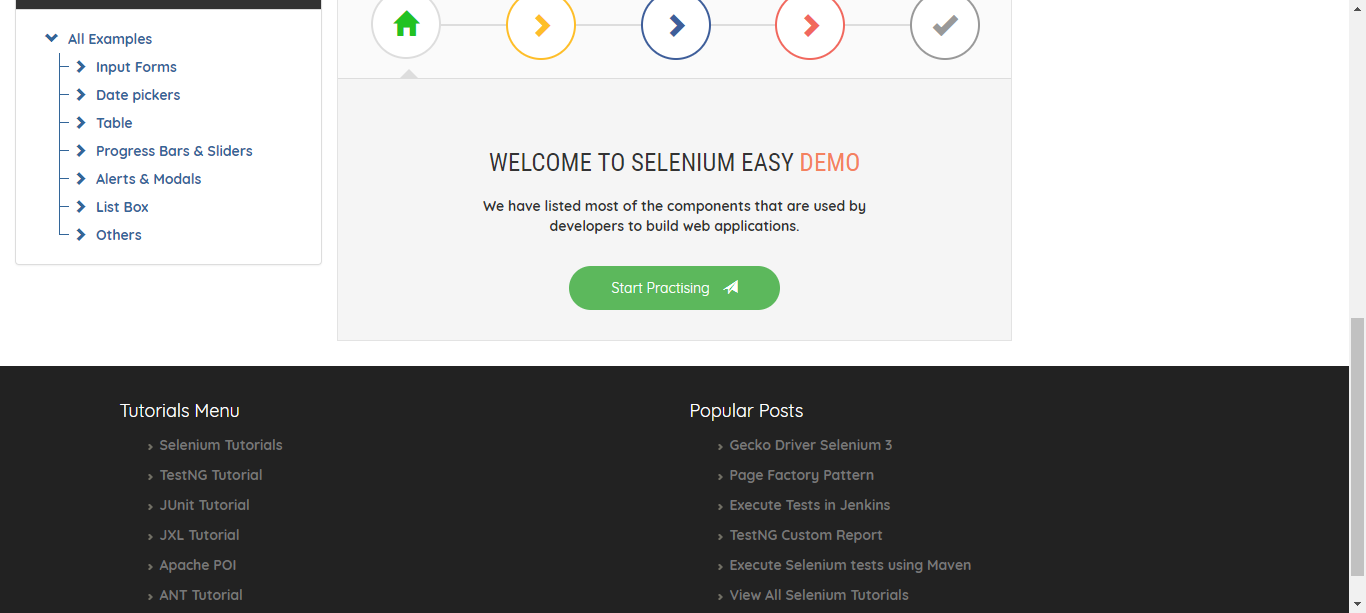 All Examples
Input Forms
Date pickers
Table
Progress Bars & Sliders
Alerts & Modals
List Box
Others
WELCOME TO SELENIUM EASY DEMO
We have listed most of the components that are used by
developers to build web applications.
Start Practising
Tutorials Menu
Selenium Tutorials
TestNG Tutorial
JUnit Tutorial
JXL Tutorial
Apache POI
ANT Tutorial
Popular Posts
Gecko Driver Selenium 3
Page Factory Pattern
Execute Tests in Jenkins
TestNG Custom Report
Execute Selenium tests using Maven
View All Selenium Tutorials